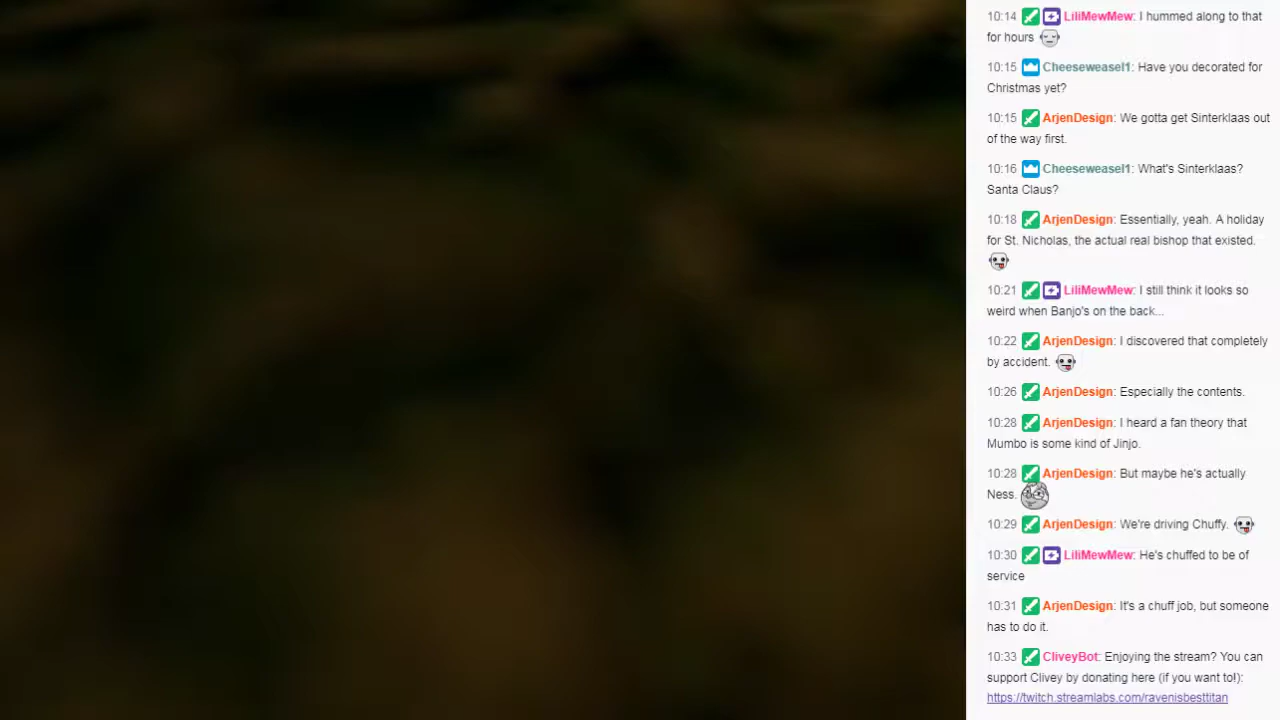 10:14 LiliMewMew: I hummed along to that
for hours
10:15 Cheeseweasel1: Have you decorated for
Christmas yet?
10:15 ArjenDesign: We gotta get Sinterklaas out
of the way first.
10:16 Cheeseweasel1: What's Sinterklaas?
Santa Claus?
10:18 ArjenDesign: Essentially, yeah. A holiday
for St. Nicholas, the actual real bishop that existed.
10:21 LiliMewMew: I still think it looks so
weird when Banjo's on the back...
10:22 ArjenDesign: I discovered that completely
by accident.
10:26 ArjenDesign: Especially the contents.
10:28 ArjenDesign: I heard a fan theory that
Mumbo is some kind of Jinjo.
10:28 ArjenDesign: But maybe he's actually
Ness.
10:29 ArjenDesign: We're driving Chuffy.
10:30 LiliMewMew: He's chuffed to be of
service
10:31 ArjenDesign: It's a chuff job, but someone
has to do it.
10:33 CliveyBot: Enjoying the stream? You can
support Clivey by donating here (if you want to!):
https://twitch.streamlabs.com/ravenisbesttitan